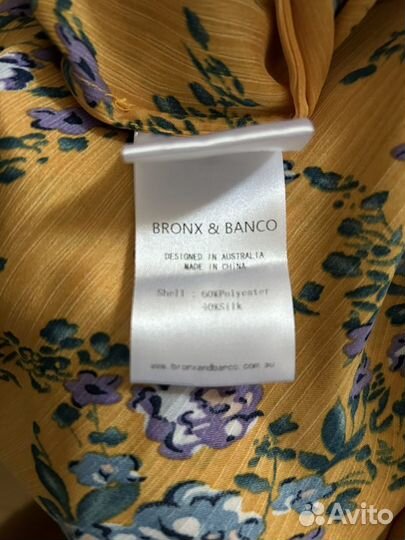 BRONX & BANCO
DESIGNED IN AUSTRALIA
MADE IN CHINA
Shell : 60%Polyester
40%Silk
www.bronxandbanco.com.au
Avito